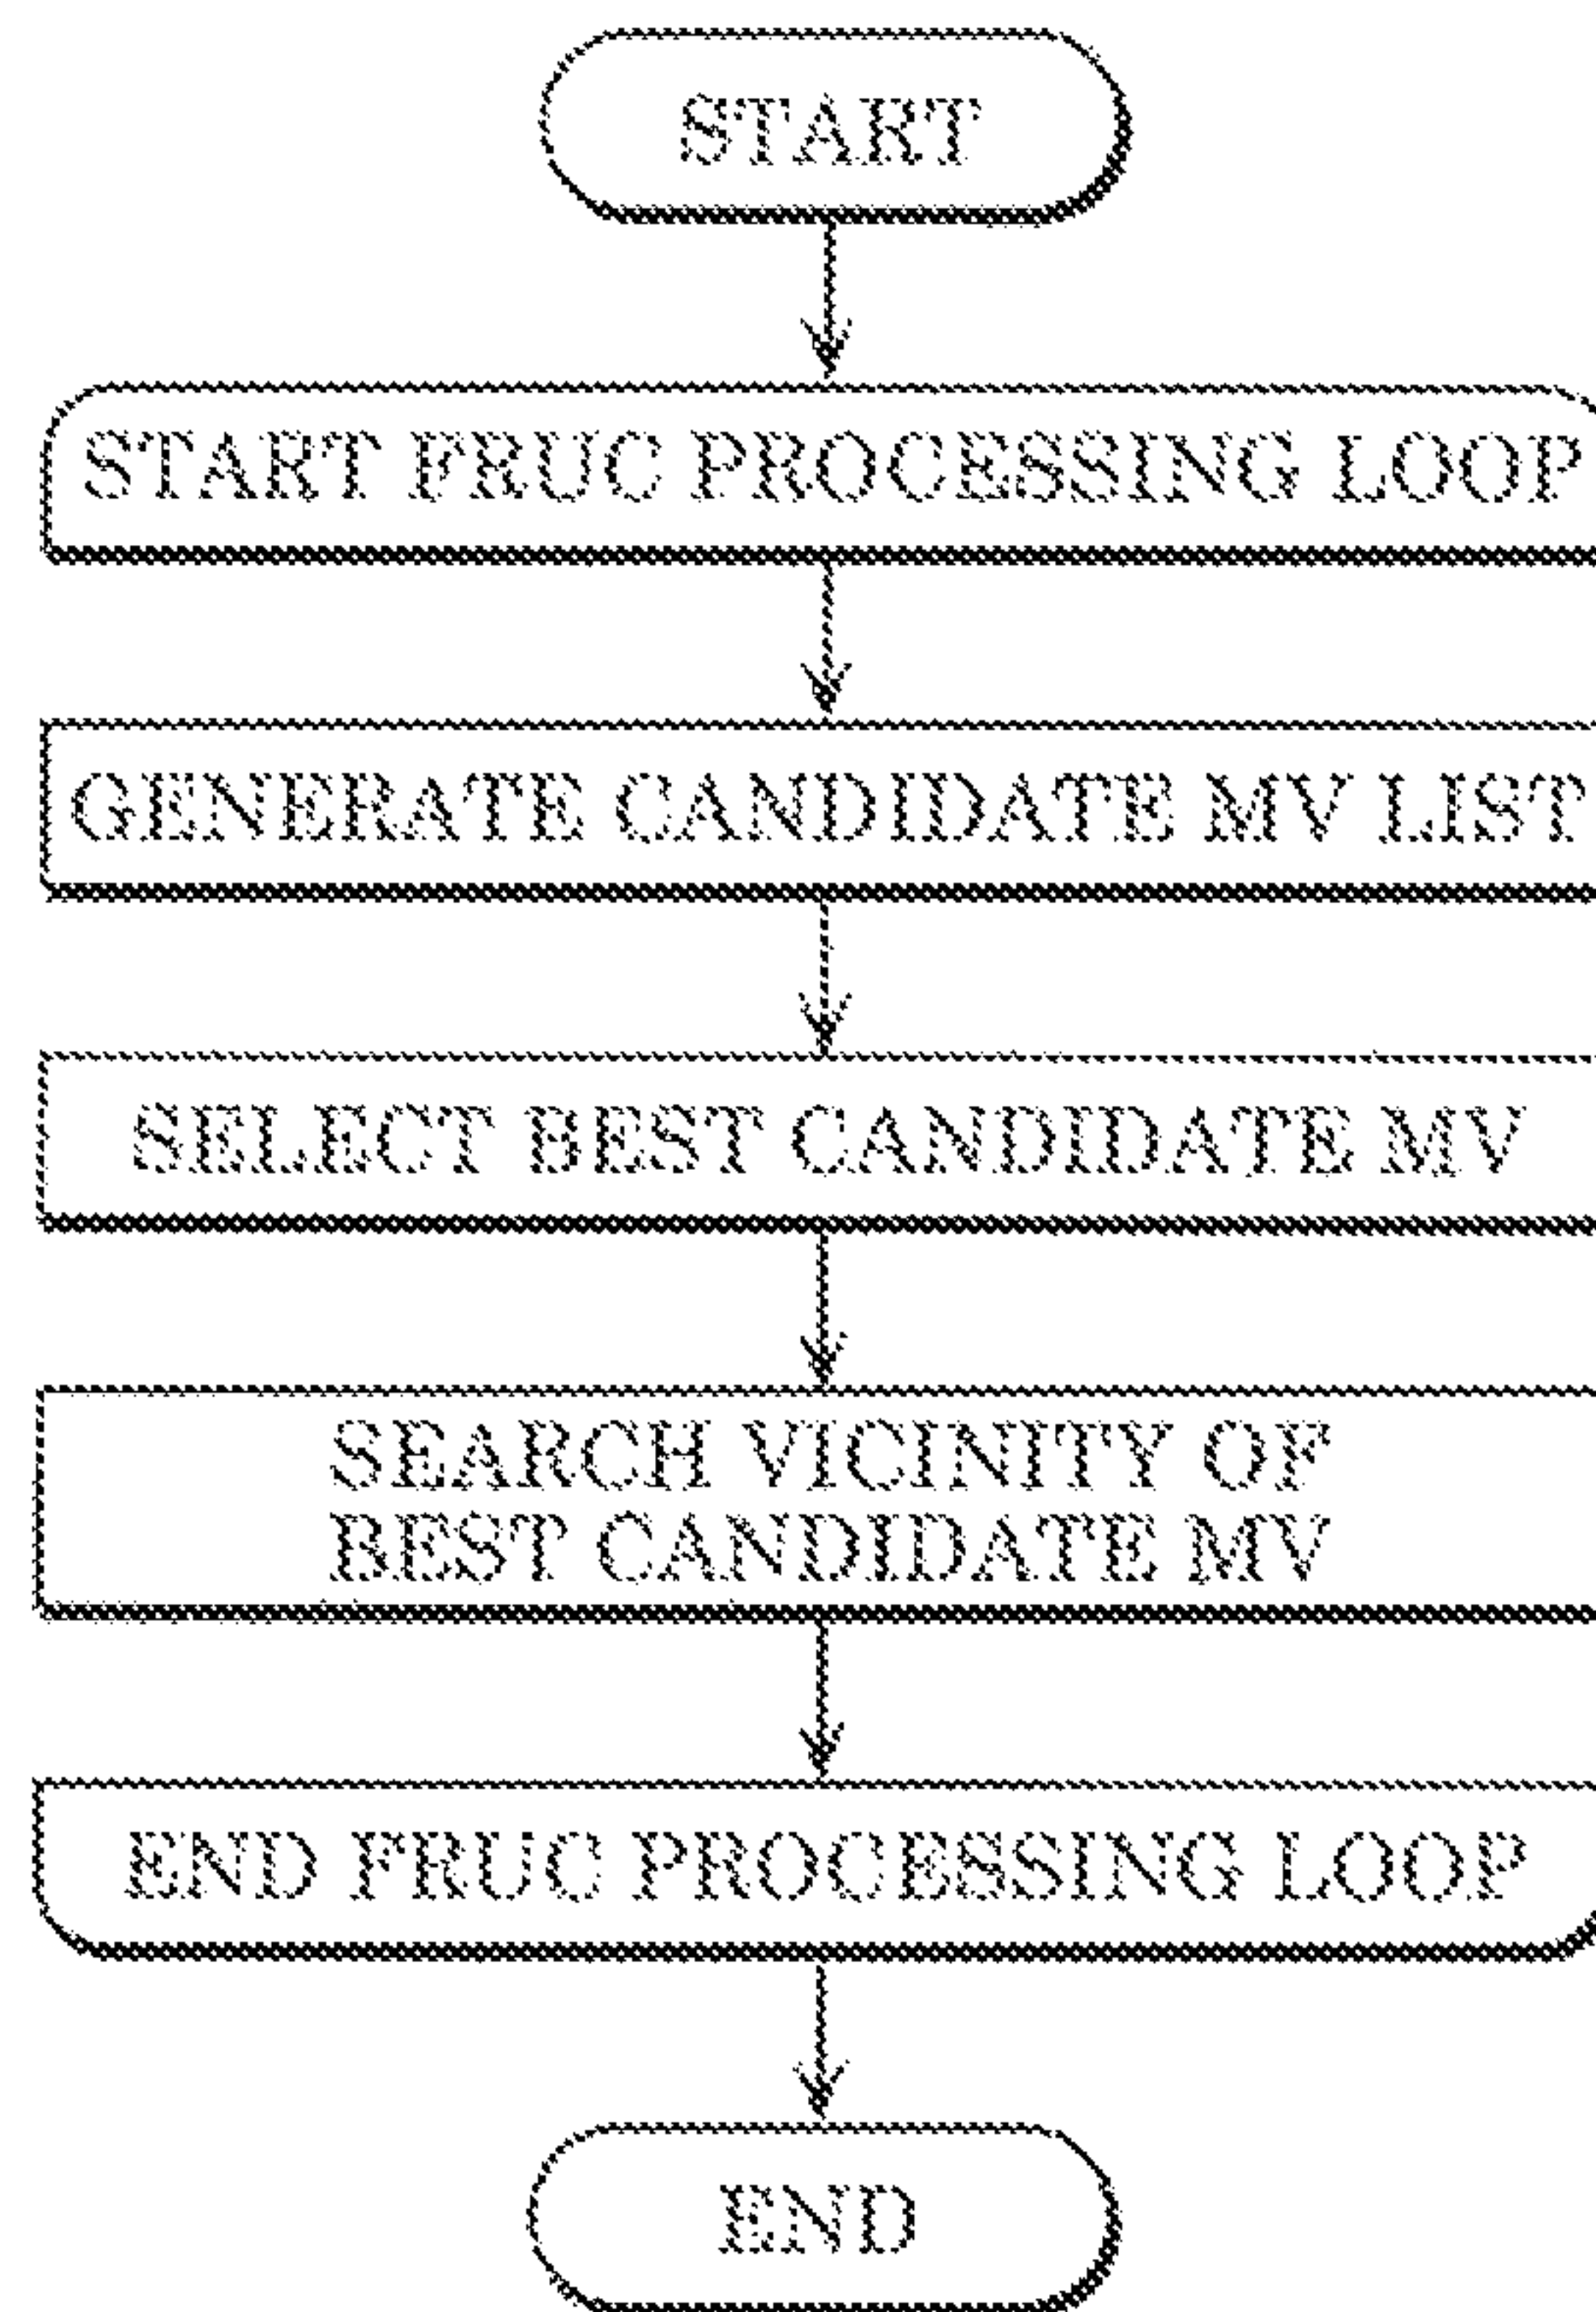 START
START FRUC PROCESSING LOOP
GENERATE CANDIDATE MV LIST
SELECT BEST CANDIDATE MV
SEARCH VICINITY OF
BEST CANDIDATE MV
END FRUC PROCESSING LOOP
END